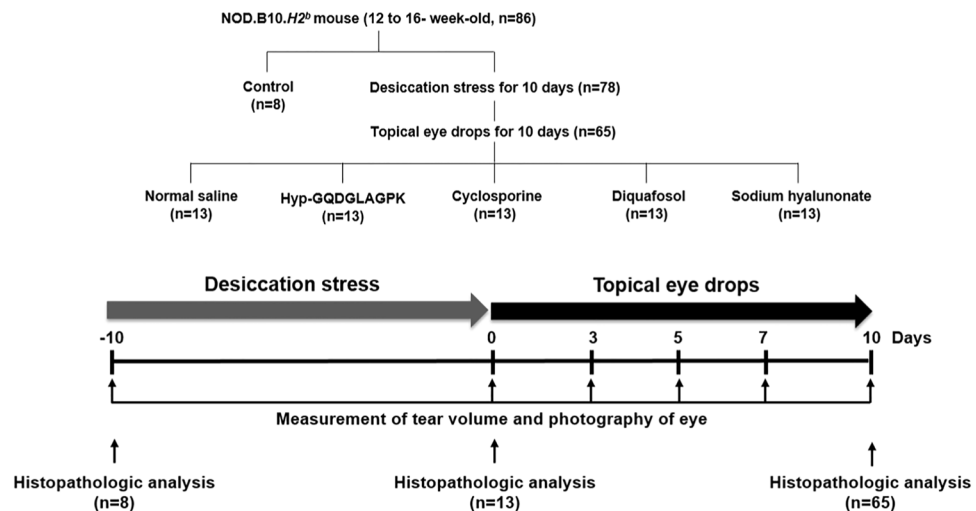 NOD.B10.H2ᵇ mouse (12 to 16- week-old, n=86)
Control
(n=8)
Desiccation stress for 10 days (n=78)
Topical eye drops for 10 days (n=65)
Normal saline
(n=13)
Hyp-GQDGLAGPK
(n=13)
Cyclosporine
(n=13)
Diquafosol
(n=13)
Sodium hyalunonate
(n=13)
Desiccation stress
Topical eye drops
-10 0 3 5 7 10 Days
Measurement of tear volume and photography of eye
Histopathologic analysis
(n=8)
Histopathologic analysis
(n=13)
Histopathologic analysis
(n=65)